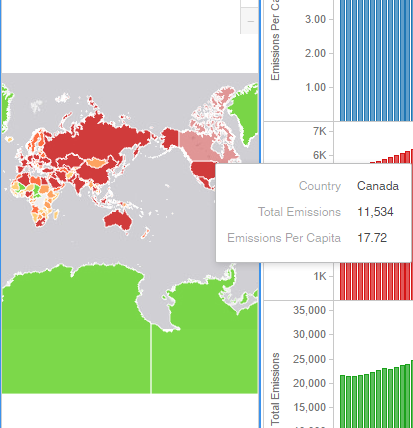 −
Emissions Per Ca
3.00
2.00
1.00
7K
6K
Country Canada
Total Emissions 11,534
Emissions Per Capita 17.72
1K
35,000
30,000
25,000
20,000
15,000
Total Emissions